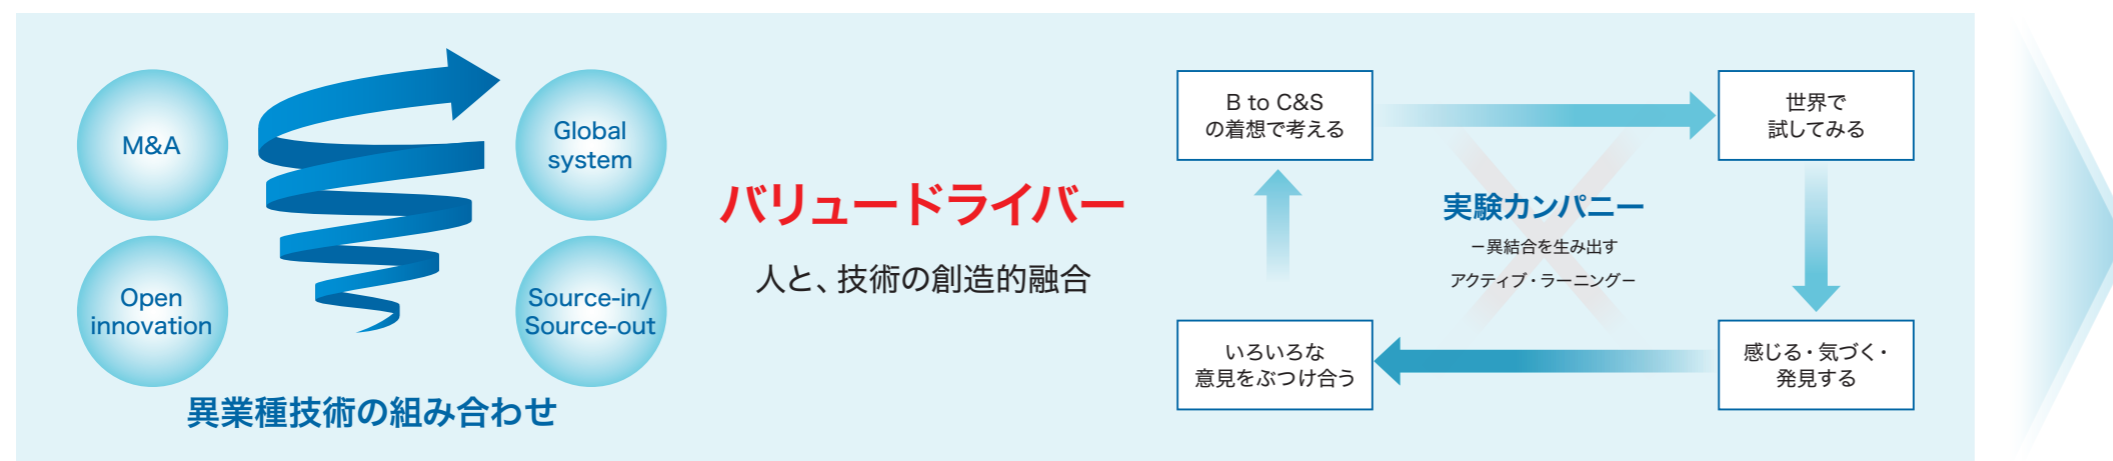 M&A
Global
system
Open
innovation
Source-in/
Source-out
異業種技術の組み合わせ
バリュードライバー
人と、技術の創造的融合
B to C&S
の着想で考える
世界で
試してみる
実験カンパニー
－異結合を生み出す
アクティブ・ラーニング－
いろいろな
意見をぶつけ合う
感じる・気づく・
発見する